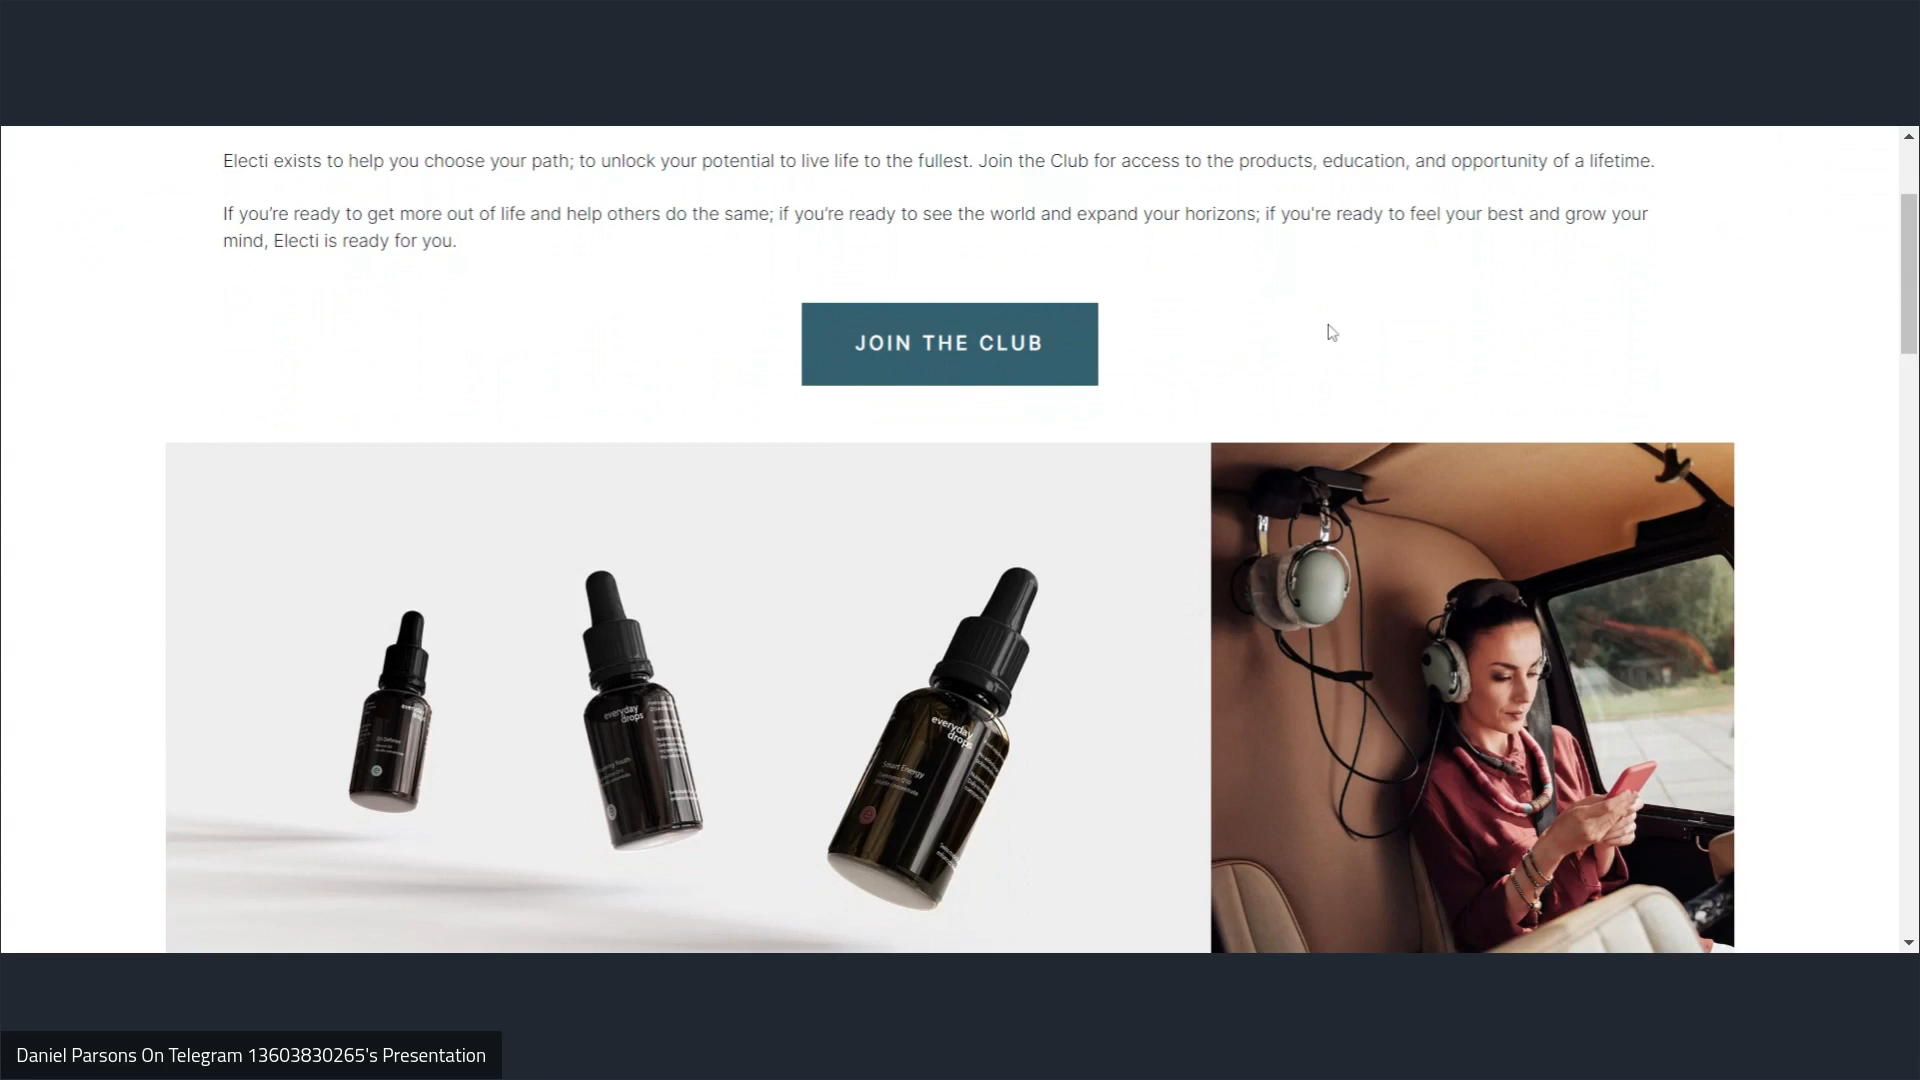 Electi exists to help you choose your path; to unlock your potential to live life to the fullest. Join the Club for access to the products, education, and opportunity of a lifetime.
If you’re ready to get more out of life and help others do the same; if you’re ready to see the world and expand your horizons; if you're ready to feel your best and grow your
mind, Electi is ready for you.
JOIN THE CLUB
everyday
drops
everyday
drops
Smart Energy
everyday
drops
Daniel Parsons On Telegram 13603830265's Presentation